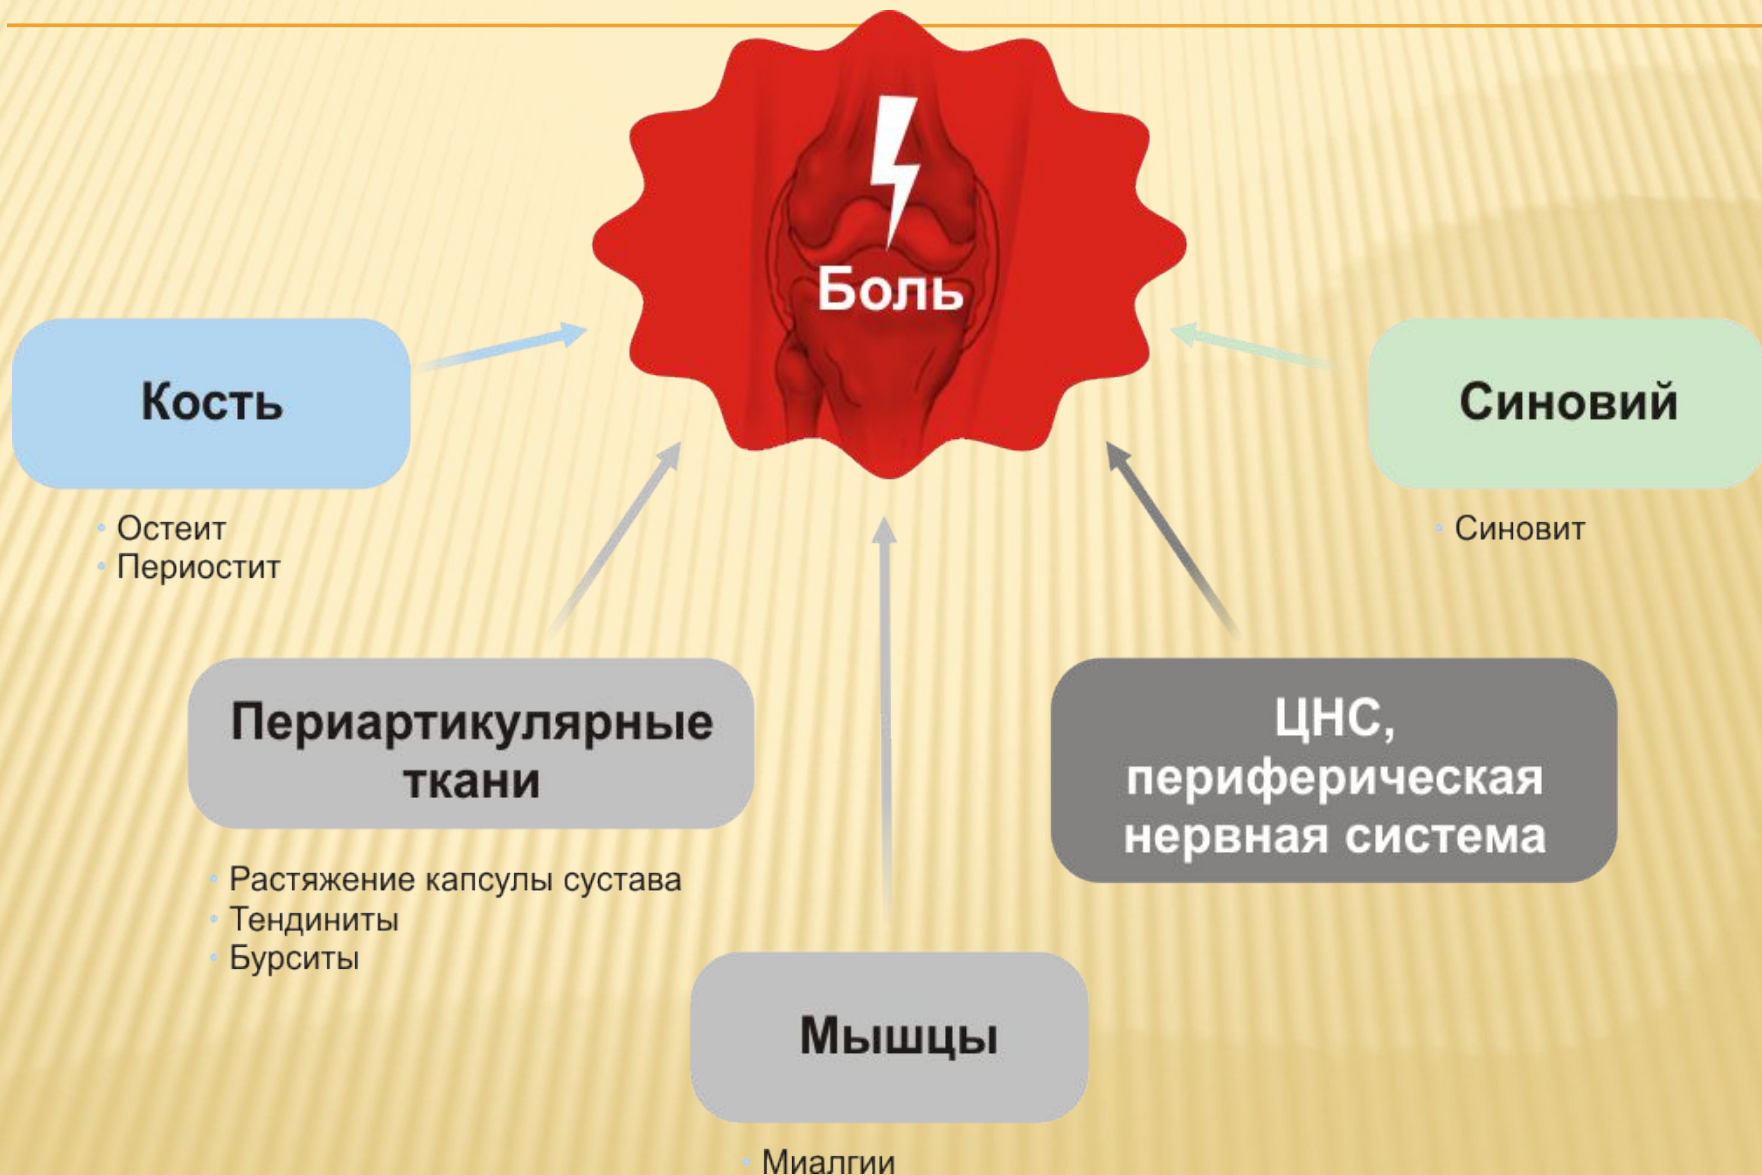 Боль
Кость
• Остеит
• Периостит
Синовий
• Синовит
Периартикулярные
ткани
• Растяжение капсулы сустава
• Тендиниты
• Бурситы
ЦНС,
периферическая
нервная система
Мышцы
• Миалгии